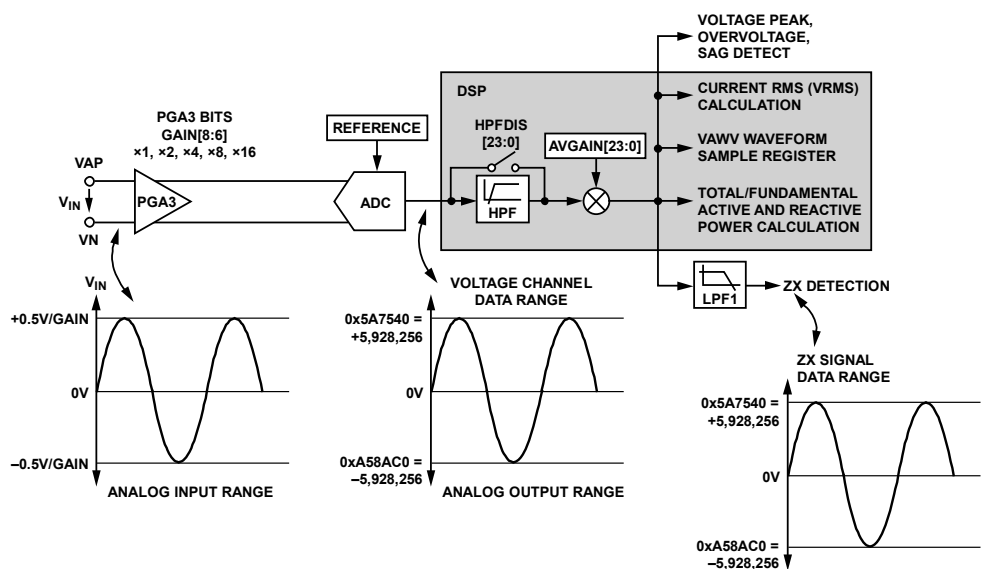 VOLTAGE PEAK,
OVERVOLTAGE,
SAG DETECT
DSP
CURRENT RMS (VRMS)
CALCULATION
PGA3 BITS
GAIN[8:6]
×1, ×2, ×4, ×8, ×16
REFERENCE
HPFDIS
[23:0]
AVGAIN[23:0]
VAWV WAVEFORM
SAMPLE REGISTER
VAP
VIN
VN
PGA3
ADC
HPF
TOTAL/FUNDAMENTAL
ACTIVE AND REACTIVE
POWER CALCULATION
LPF1
ZX DETECTION
VIN
+0.5V/GAIN
0V
–0.5V/GAIN
ANALOG INPUT RANGE
VOLTAGE CHANNEL
DATA RANGE
0x5A7540 =
+5,928,256
0V
0xA58AC0 =
–5,928,256
ANALOG OUTPUT RANGE
ZX SIGNAL
DATA RANGE
0x5A7540 =
+5,928,256
0V
0xA58AC0 =
–5,928,256